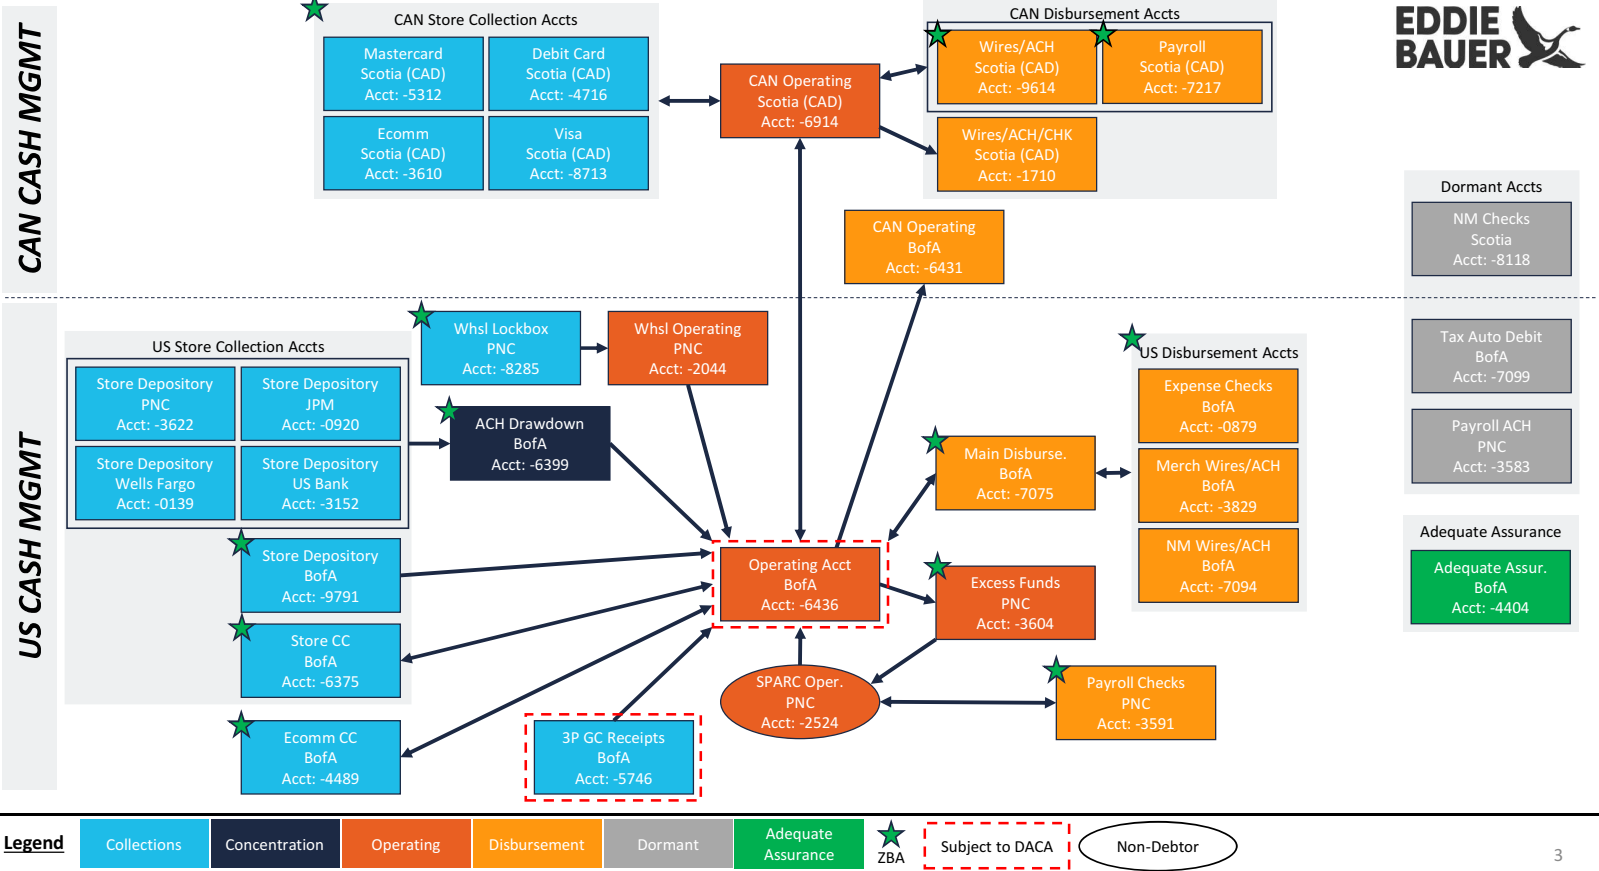 CAN CASH MGMT
CAN Store Collection Accts
Mastercard
Scotia (CAD)
Acct: -5312
Debit Card
Scotia (CAD)
Acct: -4716
Ecomm
Scotia (CAD)
Acct: -3610
Visa
Scotia (CAD)
Acct: -8713
CAN Operating
Scotia (CAD)
Acct: -6914
CAN Disbursement Accts
Wires/ACH
Scotia (CAD)
Acct: -9614
Payroll
Scotia (CAD)
Acct: -7217
Wires/ACH/CHK
Scotia (CAD)
Acct: -1710
CAN Operating
BofA
Acct: -6431
EDDIE
BAUER
Dormant Accts
NM Checks
Scotia
Acct: -8118
Tax Auto Debit
BofA
Acct: -7099
Payroll ACH
PNC
Acct: -3583
Adequate Assurance
Adequate Assur.
BofA
Acct: -4404
US CASH MGMT
US Store Collection Accts
Store Depository
PNC
Acct: -3622
Store Depository
JPM
Acct: -0920
Store Depository
Wells Fargo
Acct: -0139
Store Depository
US Bank
Acct: -3152
Store Depository
BofA
Acct: -9791
Store CC
BofA
Acct: -6375
Ecomm CC
BofA
Acct: -4489
Whsl Lockbox
PNC
Acct: -8285
Whsl Operating
PNC
Acct: -2044
ACH Drawdown
BofA
Acct: -6399
Operating Acct
BofA
Acct: -6436
3P GC Receipts
BofA
Acct: -5746
SPARC Oper.
PNC
Acct: -2524
Main Disburse.
BofA
Acct: -7075
Excess Funds
PNC
Acct: -3604
Payroll Checks
PNC
Acct: -3591
US Disbursement Accts
Expense Checks
BofA
Acct: -0879
Merch Wires/ACH
BofA
Acct: -3829
NM Wires/ACH
BofA
Acct: -7094
Legend
Collections
Concentration
Operating
Disbursement
Dormant
Adequate
Assurance
ZBA
Subject to DACA
Non-Debtor
3